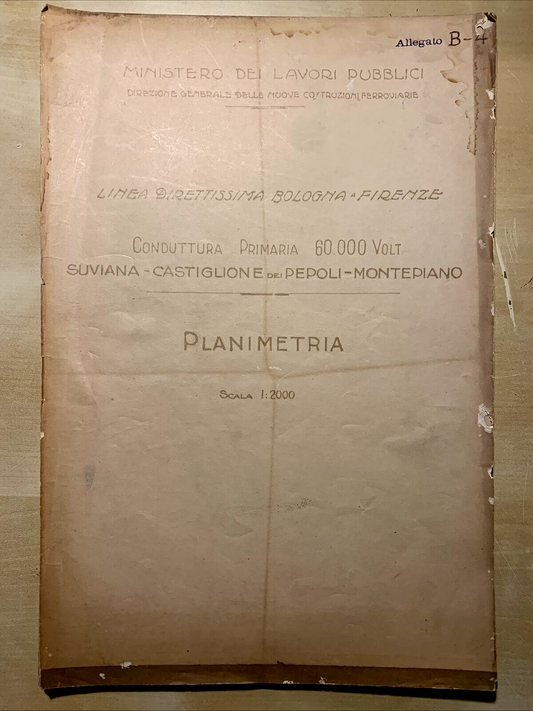 Allegato B-4
MINISTERO DEI LAVORI PUBBLICI
DIREZIONE GENERALE DELLE NUOVE COSTRUZIONI FERROVIARIE
LINEA DIRETTISSIMA BOLOGNA - FIRENZE
CONDUTTURA PRIMARIA 60.000 VOLT
SUVIANA - CASTIGLIONE DEI PEPOLI - MONTEPIANO
PLANIMETRIA
SCALA 1:2000